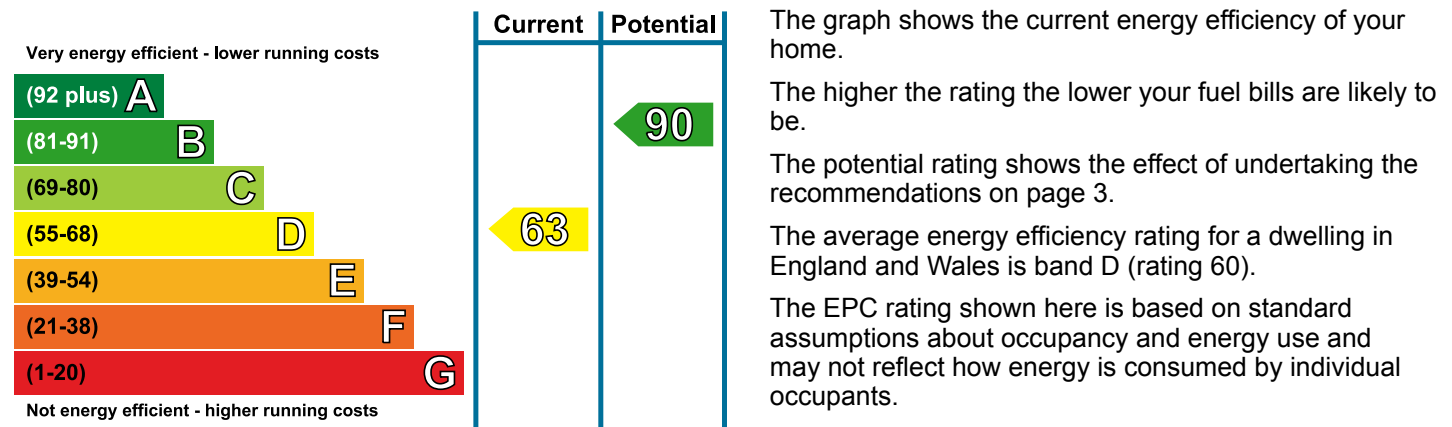 Current Potential
Very energy efficient - lower running costs
(92 plus) A
(81-91) B
90
(69-80) C
(55-68) D
63
(39-54) E
(21-38) F
(1-20) G
Not energy efficient - higher running costs
The graph shows the current energy efficiency of your
home.
The higher the rating the lower your fuel bills are likely to
be.
The potential rating shows the effect of undertaking the
recommendations on page 3.
The average energy efficiency rating for a dwelling in
England and Wales is band D (rating 60).
The EPC rating shown here is based on standard
assumptions about occupancy and energy use and
may not reflect how energy is consumed by individual
occupants.